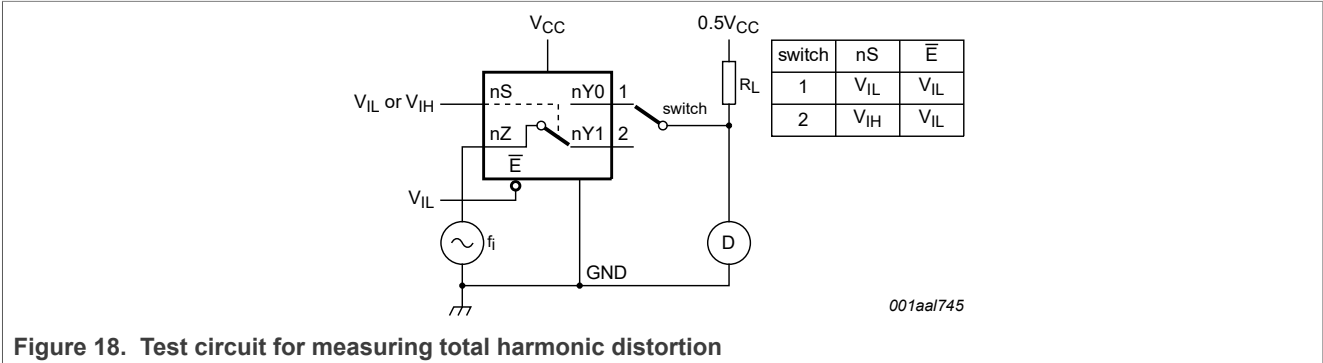 VCC
0.5VCC
switch nS E̅
1 VIL VIL
2 VIH VIL
RL
VIL or VIH
nS
nY0
1
switch
nZ
nY1
2
E̅
VIL
fi
D
GND
001aal745
Figure 18. Test circuit for measuring total harmonic distortion